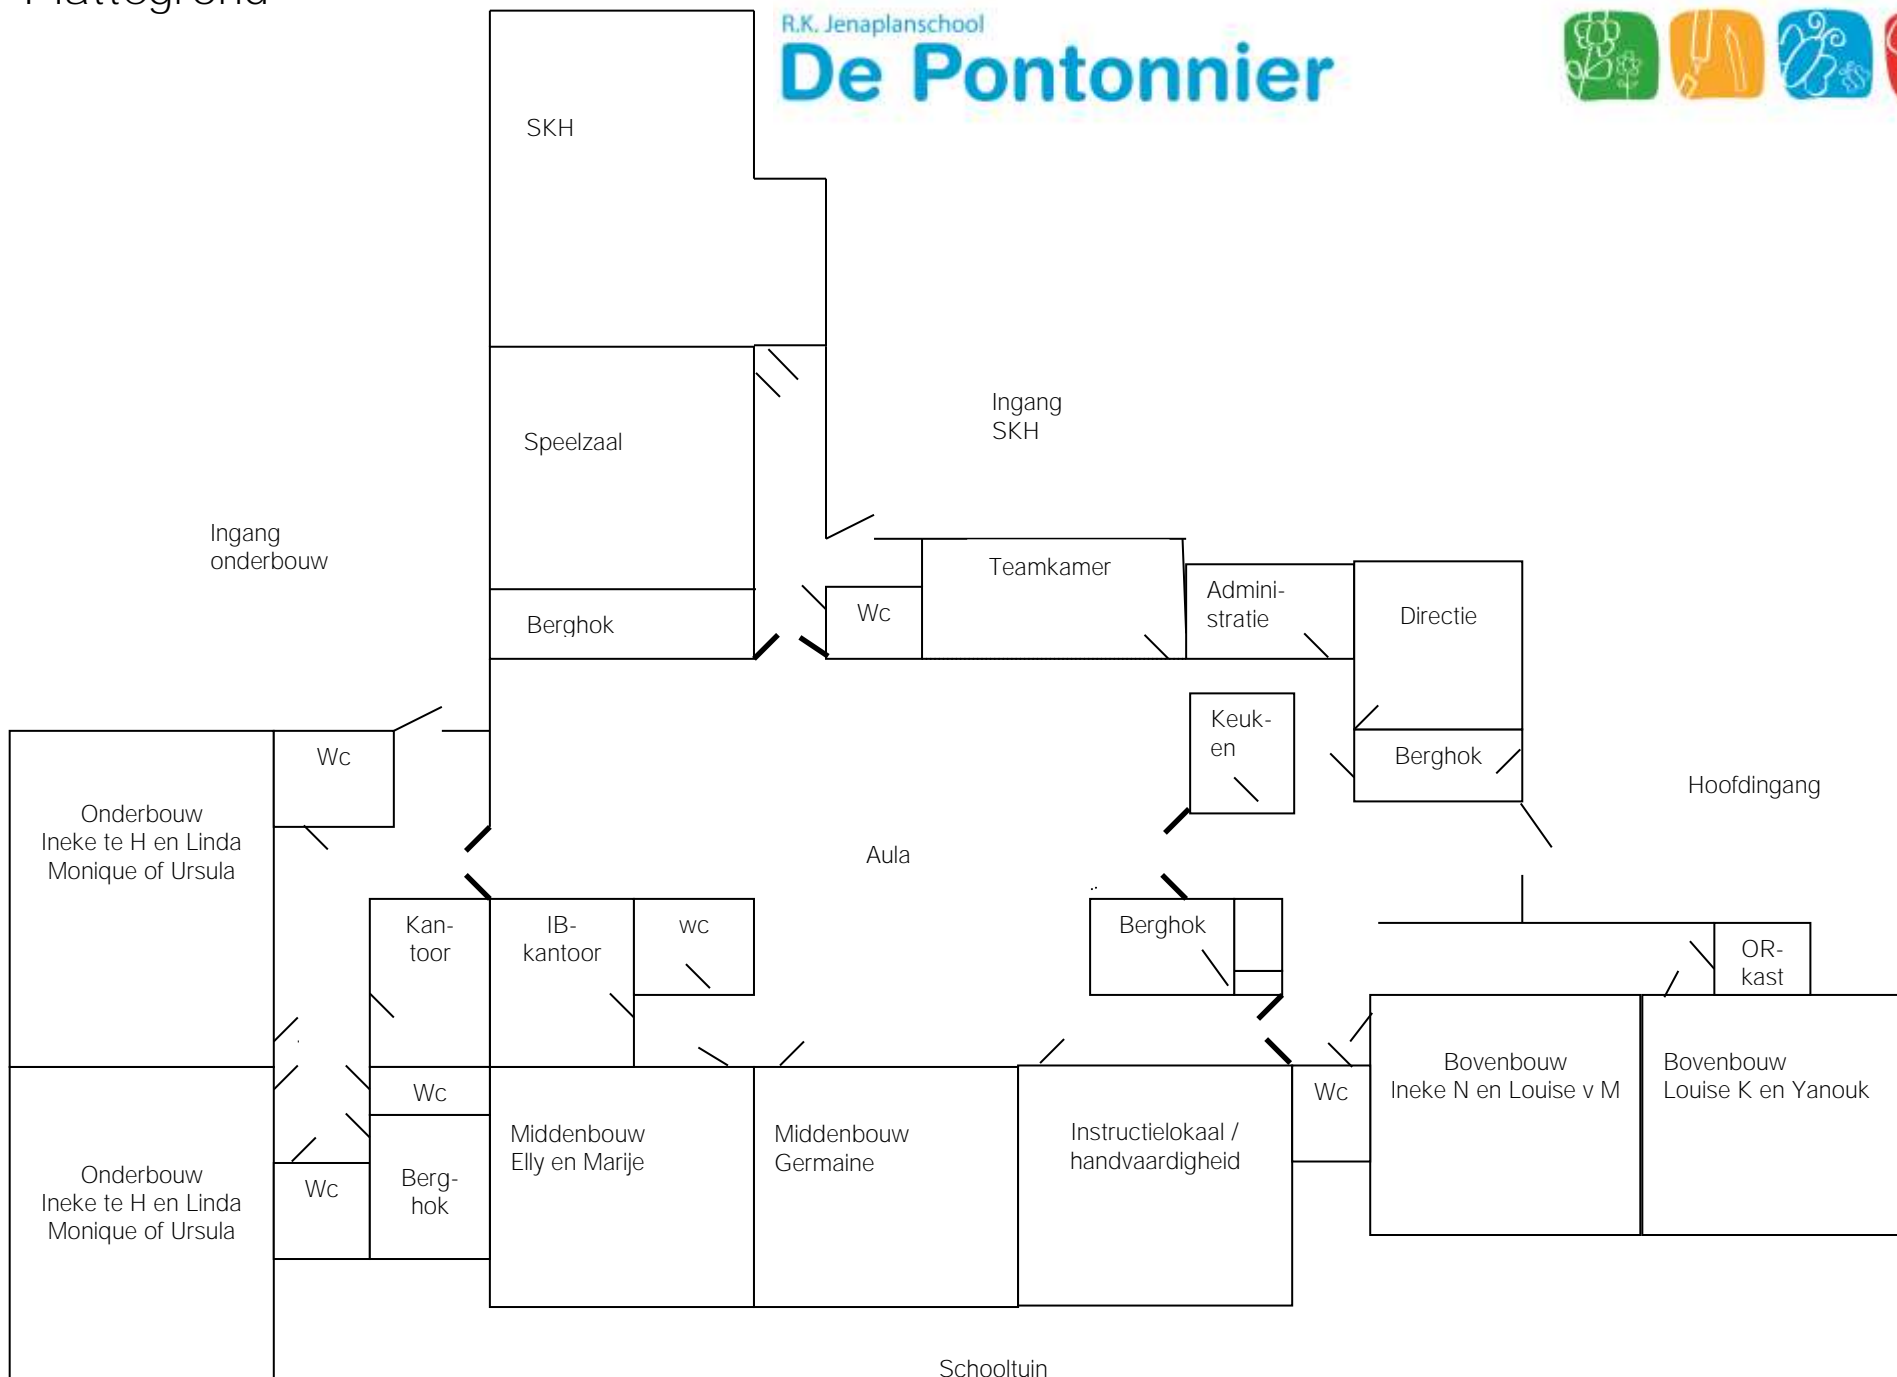 Plattegrond
R.K. Jenaplanschool
De Pontonnier
SKH
Ingang
SKH
Speelzaal
Ingang
onderbouw
Berghok
Wc
Teamkamer
Admini-
stratie
Directie
Keuk-
en
Berghok
Hoofdingang
Wc
Onderbouw
Ineke te H en Linda
Monique of Ursula
Aula
Kan-
toor
IB-
kantoor
wc
Berghok
OR-
kast
Wc
Middenbouw
Elly en Marije
Middenbouw
Germaine
Instructielokaal /
handvaardigheid
Wc
Bovenbouw
Ineke N en Louise v M
Bovenbouw
Louise K en Yanouk
Onderbouw
Ineke te H en Linda
Monique of Ursula
Wc
Berg-
hok
Schooltuin